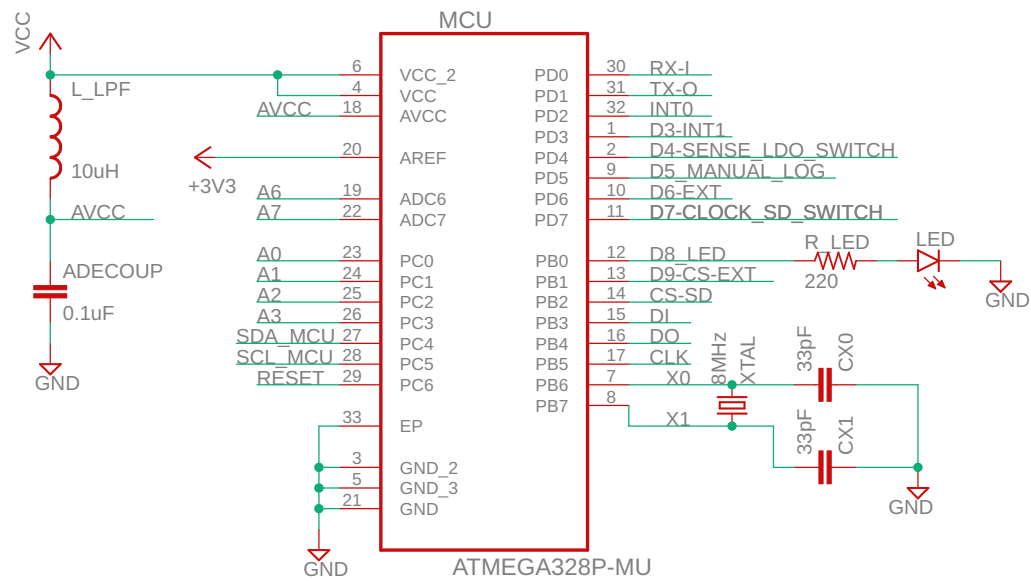 MCU
VCC
L_LPF
10uH
AVCC
ADECOUP
0.1uF
GND
AVCC
+3V3
A6
A7
A0
A1
A2
A3
SDA_MCU
SCL_MCU
RESET
GND
6 VCC_2
4 VCC
18 AVCC
20 AREF
19 ADC6
22 ADC7
23 PC0
24 PC1
25 PC2
26 PC3
27 PC4
28 PC5
29 PC6
33 EP
3 GND_2
5 GND_3
21 GND
PD0 30 RX-I
PD1 31 TX-O
PD2 32 INT0
PD3 1 D3-INT1
PD4 2 D4-SENSE_LDO_SWITCH
PD5 9 D5_MANUAL_LOG
PD6 10 D6-EXT
PD7 11 D7-CLOCK_SD_SWITCH
PB0 12 D8_LED
PB1 13 D9-CS-EXT
PB2 14 CS-SD
PB3 15 DI
PB4 16 DO
PB5 17 CLK
PB6 7 X0
PB7 8 X1
R_LED
220
LED
GND
8MHz
XTAL
33pF
CX0
33pF
CX1
GND
ATMEGA328P-MU